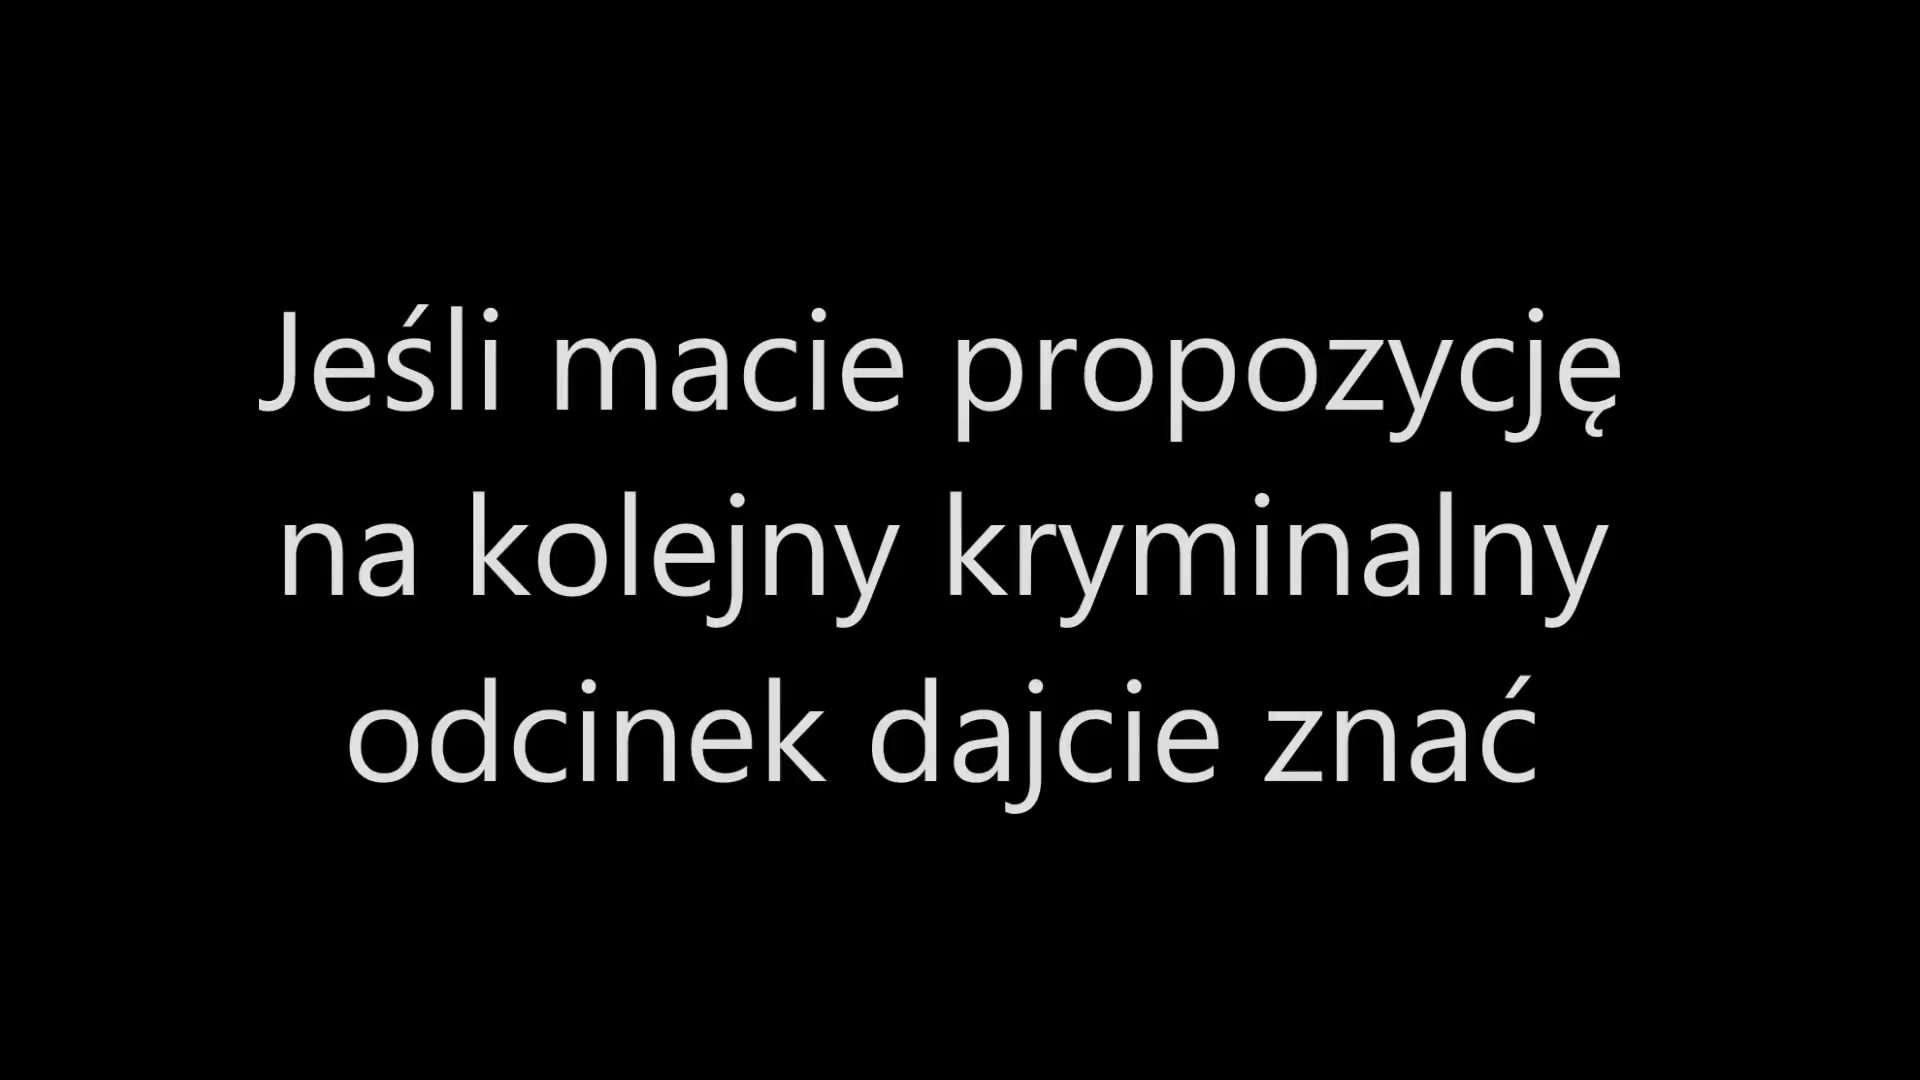 Jeśli macie propozycję
na kolejny kryminalny
odcinek dajcie znać